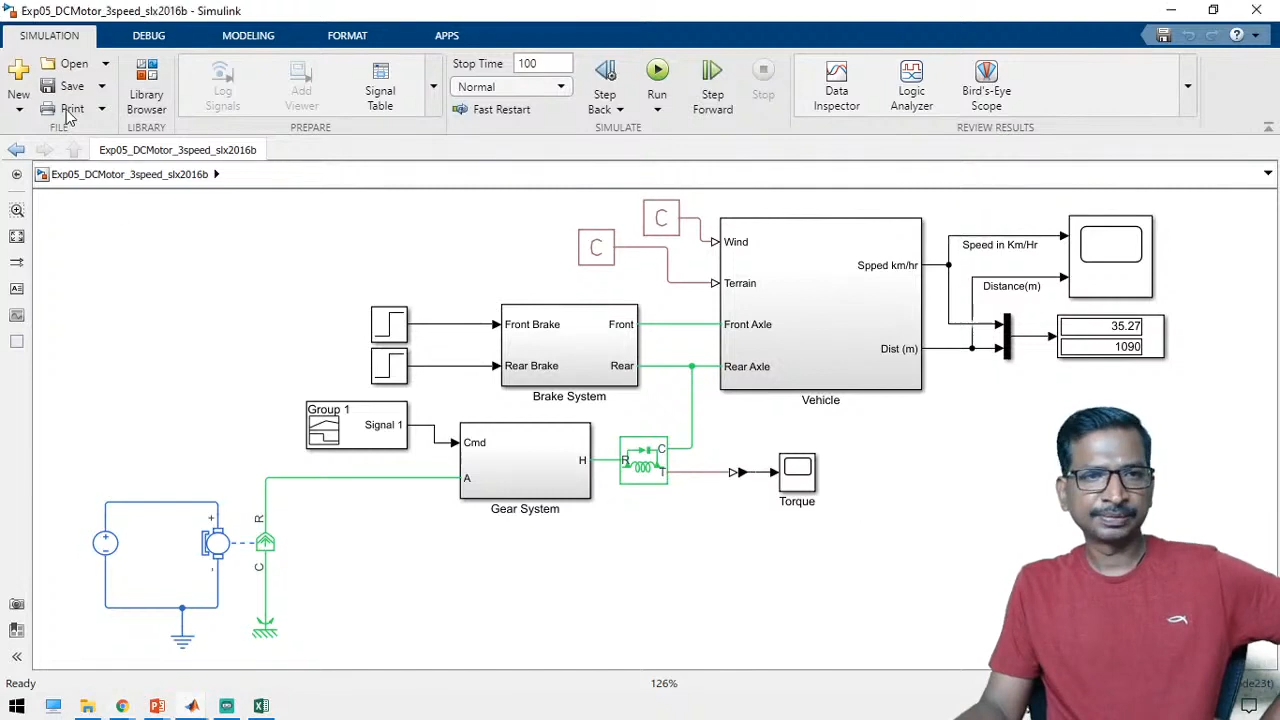 Exp05_DCMotor_3speed_slx2016b - Simulink
SIMULATION
DEBUG
MODELING
FORMAT
APPS
New
Open
Save
Print
FILE
Library
Browser
LIBRARY
Log
Signals
Add
Viewer
Signal
Table
PREPARE
Stop Time 100
Normal
Fast Restart
Step
Back
Run
Step
Forward
Stop
SIMULATE
Data
Inspector
Logic
Analyzer
Bird's-Eye
Scope
REVIEW RESULTS
Exp05_DCMotor_3speed_slx2016b
Exp05_DCMotor_3speed_slx2016b
C
C
Wind
Terrain
Front Axle
Rear Axle
Spped km/hr
Dist (m)
Vehicle
Speed in Km/Hr
Distance(m)
35.27
1090
Front Brake
Rear Brake
Front
Rear
Brake System
Group 1
Signal 1
Cmd
A
H
Gear System
R
C
T
Torque
R
C
+
-
Ready
126%
de23t)